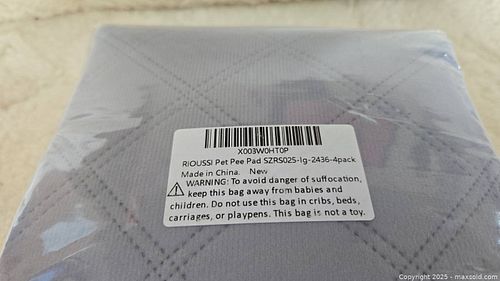 X003W0HT0P
RIOUSSI Pet Pee Pad SZRS025-lg-2436-4pack
Made in China. New
WARNING: To avoid danger of suffocation,
keep this bag away from babies and
children. Do not use this bag in cribs, beds,
carriages, or playpens. This bag is not a toy.
Copyright 2025 - maxsold.com